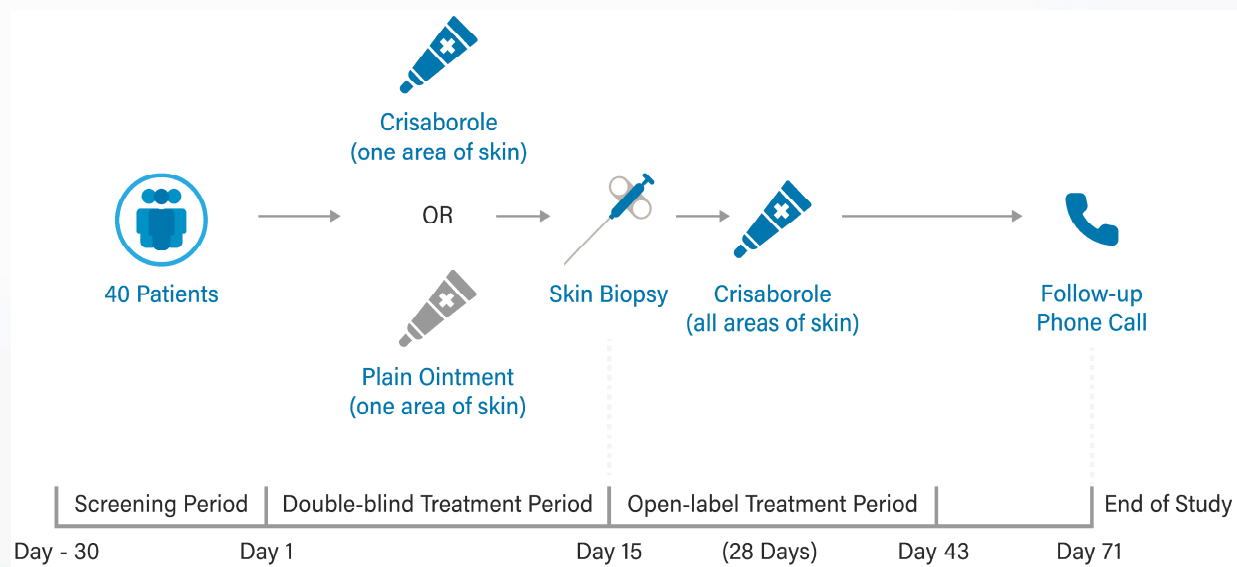 Crisaborole
(one area of skin)
OR
Plain Ointment
(one area of skin)
40 Patients
Skin Biopsy
Crisaborole
(all areas of skin)
Follow-up
Phone Call
Screening Period
Double-blind Treatment Period
Open-label Treatment Period
End of Study
Day - 30
Day 1
Day 15
(28 Days)
Day 43
Day 71